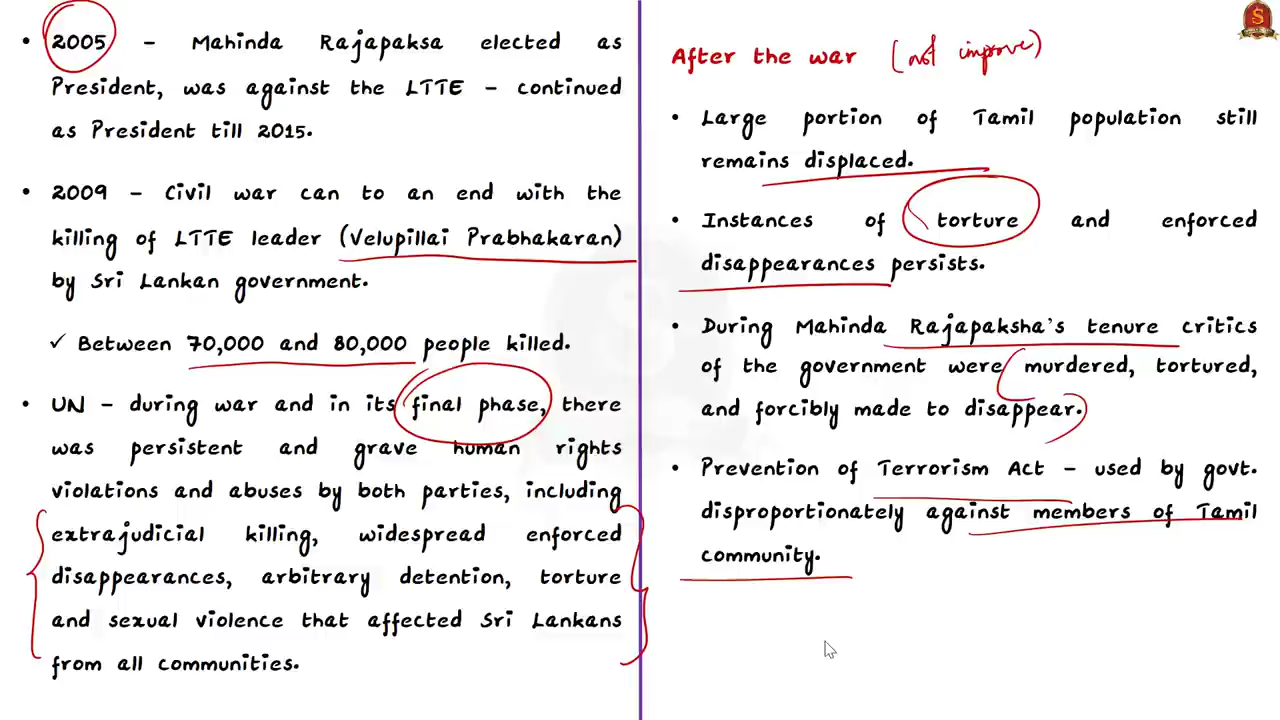 • 2005 – Mahinda Rajapaksa elected as
President, was against the LTTE – continued
as President till 2015.
• 2009 – Civil war can to an end with the
killing of LTTE leader (Velupillai Prabhakaran)
by Sri Lankan government.
✓ Between 70,000 and 80,000 people killed.
• UN – during war and in its final phase, there
was persistent and grave human rights
violations and abuses by both parties, including
extrajudicial killing, widespread enforced
disappearances, arbitrary detention, torture
and sexual violence that affected Sri Lankans
from all communities.
After the war (not improve)
• Large portion of Tamil population still
remains displaced.
• Instances of torture and enforced
disappearances persists.
• During Mahinda Rajapaksha's tenure critics
of the government were murdered, tortured,
and forcibly made to disappear.
• Prevention of Terrorism Act – used by govt.
disproportionately against members of Tamil
community.